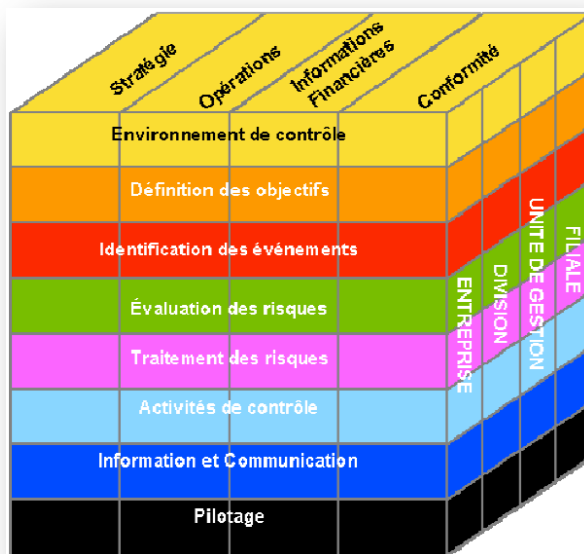 Stratégie
Opérations
Informations
Financières
Conformité
Environnement de contrôle
Définition des objectifs
Identification des événements
Évaluation des risques
Traitement des risques
Activités de contrôle
Information et Communication
Pilotage
ENTREPRISE
DIVISION
UNITE DE GESTION
FILIALE